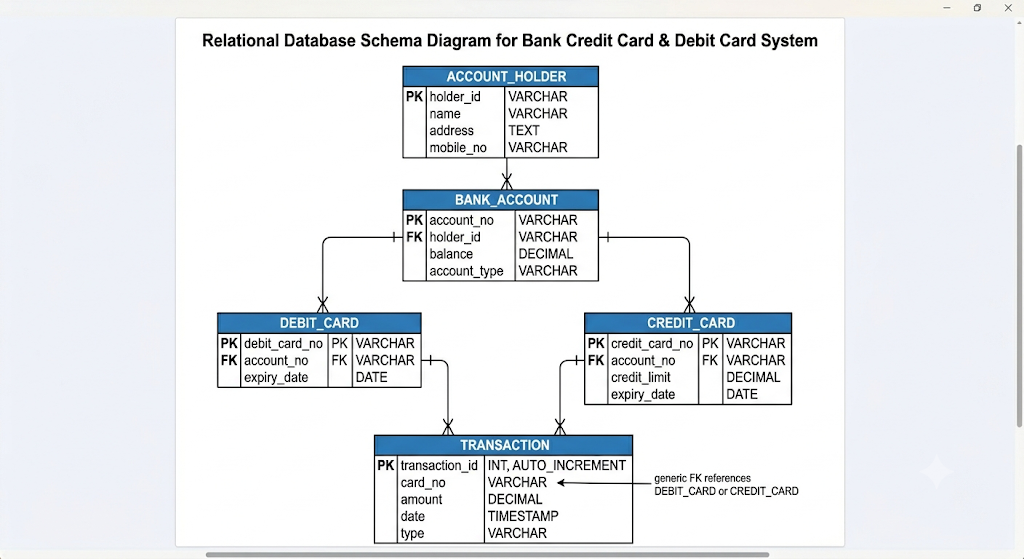 Relational Database Schema Diagram for Bank Credit Card & Debit Card System
ACCOUNT_HOLDER
PK holder_id VARCHAR
name VARCHAR
address TEXT
mobile_no VARCHAR
BANK_ACCOUNT
PK account_no VARCHAR
FK holder_id VARCHAR
balance DECIMAL
account_type VARCHAR
DEBIT_CARD
PK debit_card_no PK VARCHAR
FK account_no FK VARCHAR
expiry_date DATE
CREDIT_CARD
PK credit_card_no PK VARCHAR
FK account_no FK VARCHAR
credit_limit DECIMAL
expiry_date DATE
TRANSACTION
PK transaction_id INT, AUTO_INCREMENT
card_no VARCHAR
amount DECIMAL
date TIMESTAMP
type VARCHAR
generic FK references
DEBIT_CARD or CREDIT_CARD